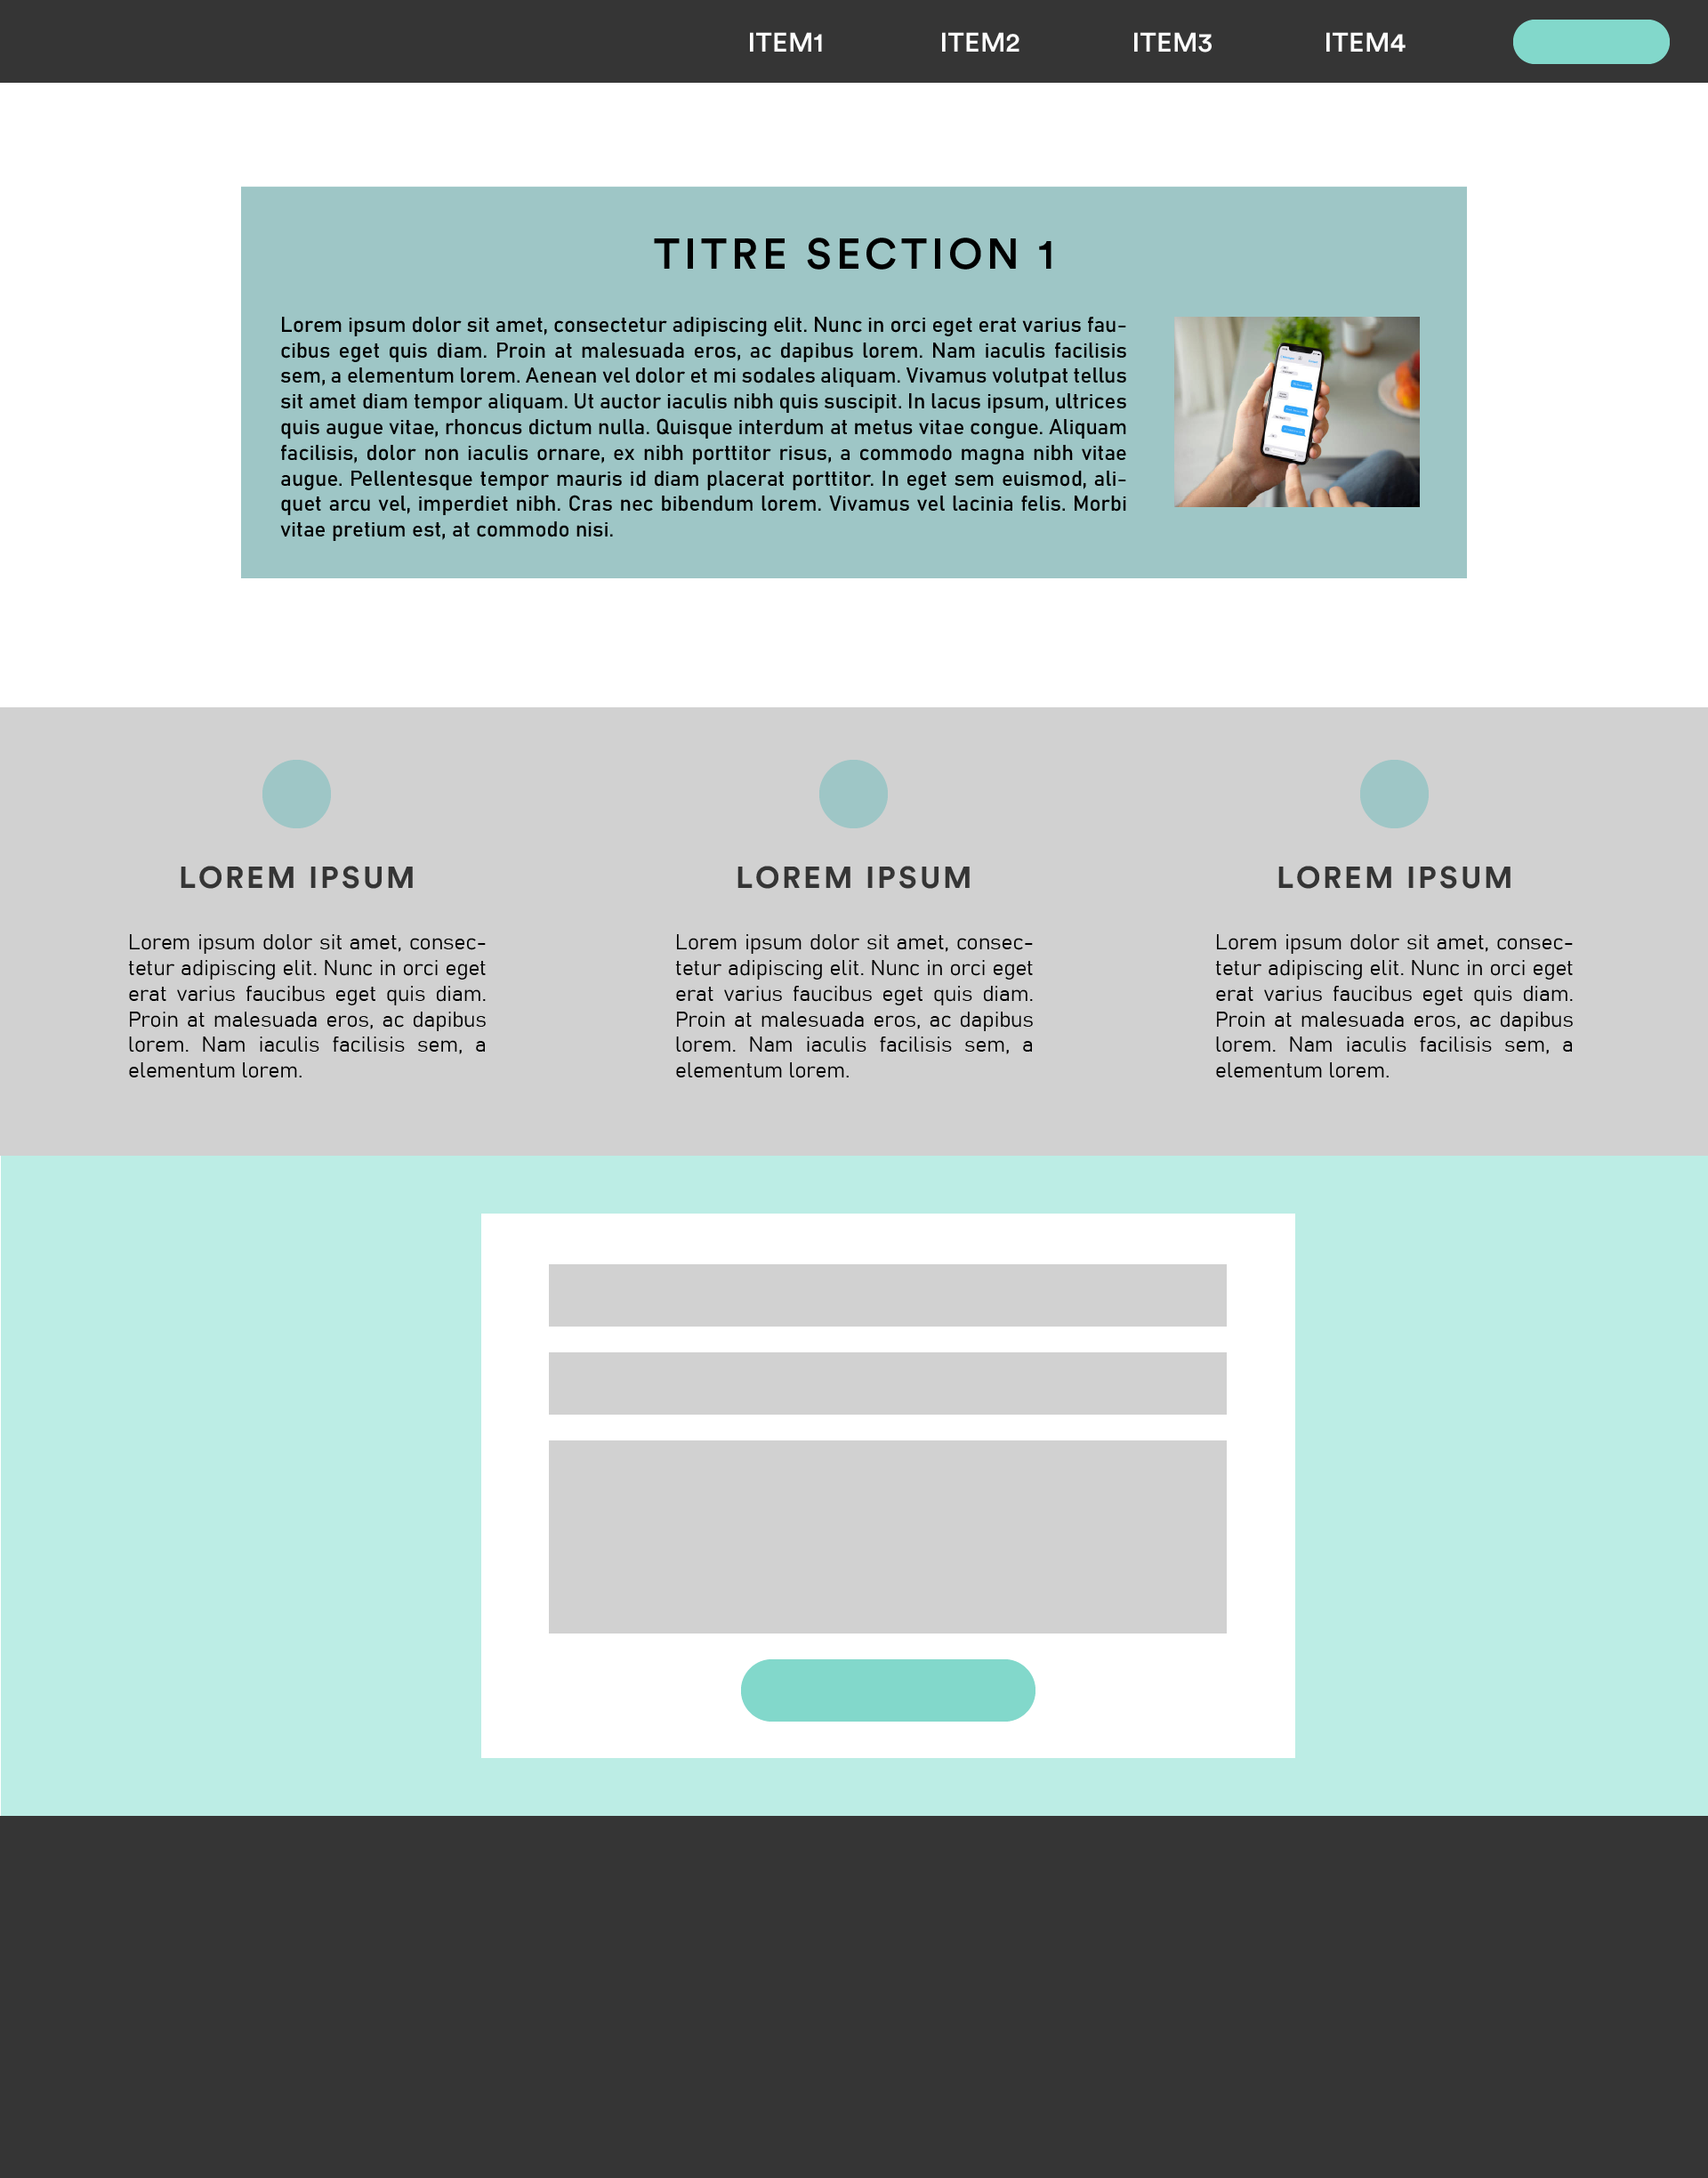 ITEM1 ITEM2 ITEM3 ITEM4
TITRE SECTION 1
Lorem ipsum dolor sit amet, consectetur adipiscing elit. Nunc in orci eget erat varius fau-
cibus eget quis diam. Proin at malesuada eros, ac dapibus lorem. Nam iaculis facilisis
sem, a elementum lorem. Aenean vel dolor et mi sodales aliquam. Vivamus volutpat tellus
sit amet diam tempor aliquam. Ut auctor iaculis nibh quis suscipit. In lacus ipsum, ultrices
quis augue vitae, rhoncus dictum nulla. Quisque interdum at metus vitae congue. Aliquam
facilisis, dolor non iaculis ornare, ex nibh porttitor risus, a commodo magna nibh vitae
augue. Pellentesque tempor mauris id diam placerat porttitor. In eget sem euismod, ali-
quet arcu vel, imperdiet nibh. Cras nec bibendum lorem. Vivamus vel lacinia felis. Morbi
vitae pretium est, at commodo nisi.
LOREM IPSUM
Lorem ipsum dolor sit amet, consec-
tetur adipiscing elit. Nunc in orci eget
erat varius faucibus eget quis diam.
Proin at malesuada eros, ac dapibus
lorem. Nam iaculis facilisis sem, a
elementum lorem.
LOREM IPSUM
Lorem ipsum dolor sit amet, consec-
tetur adipiscing elit. Nunc in orci eget
erat varius faucibus eget quis diam.
Proin at malesuada eros, ac dapibus
lorem. Nam iaculis facilisis sem, a
elementum lorem.
LOREM IPSUM
Lorem ipsum dolor sit amet, consec-
tetur adipiscing elit. Nunc in orci eget
erat varius faucibus eget quis diam.
Proin at malesuada eros, ac dapibus
lorem. Nam iaculis facilisis sem, a
elementum lorem.